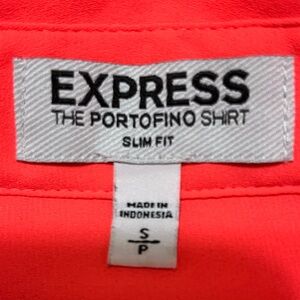 EXPRESS
THE PORTOFINO SHIRT
SLIM FIT
MADE IN
INDONESIA
S
P